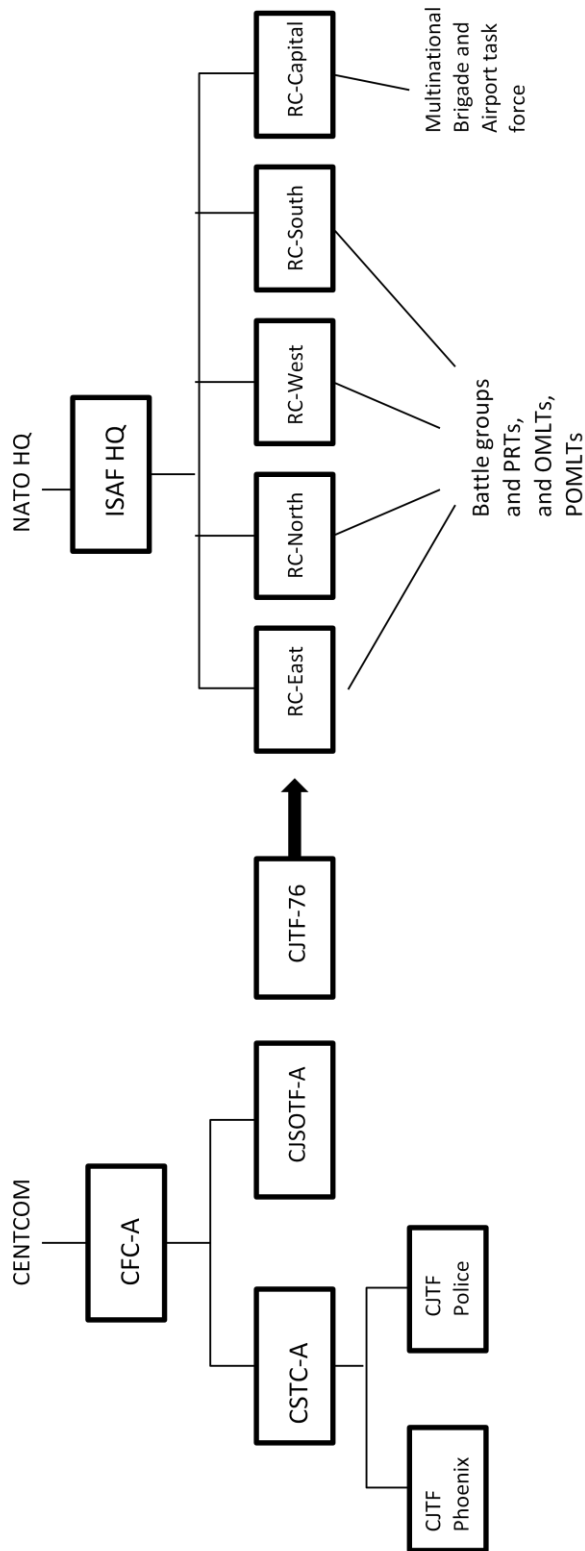 CENTCOM
CFC-A
CSTC-A
CJSOTF-A
CJTF
Phoenix
CJTF
Police
CJTF-76
NATO HQ
ISAF HQ
RC-East
RC-North
RC-West
RC-South
RC-Capital
Battle groups
and PRTs,
and OMLTs,
POMLTs
Multinational
Brigade and
Airport task
force